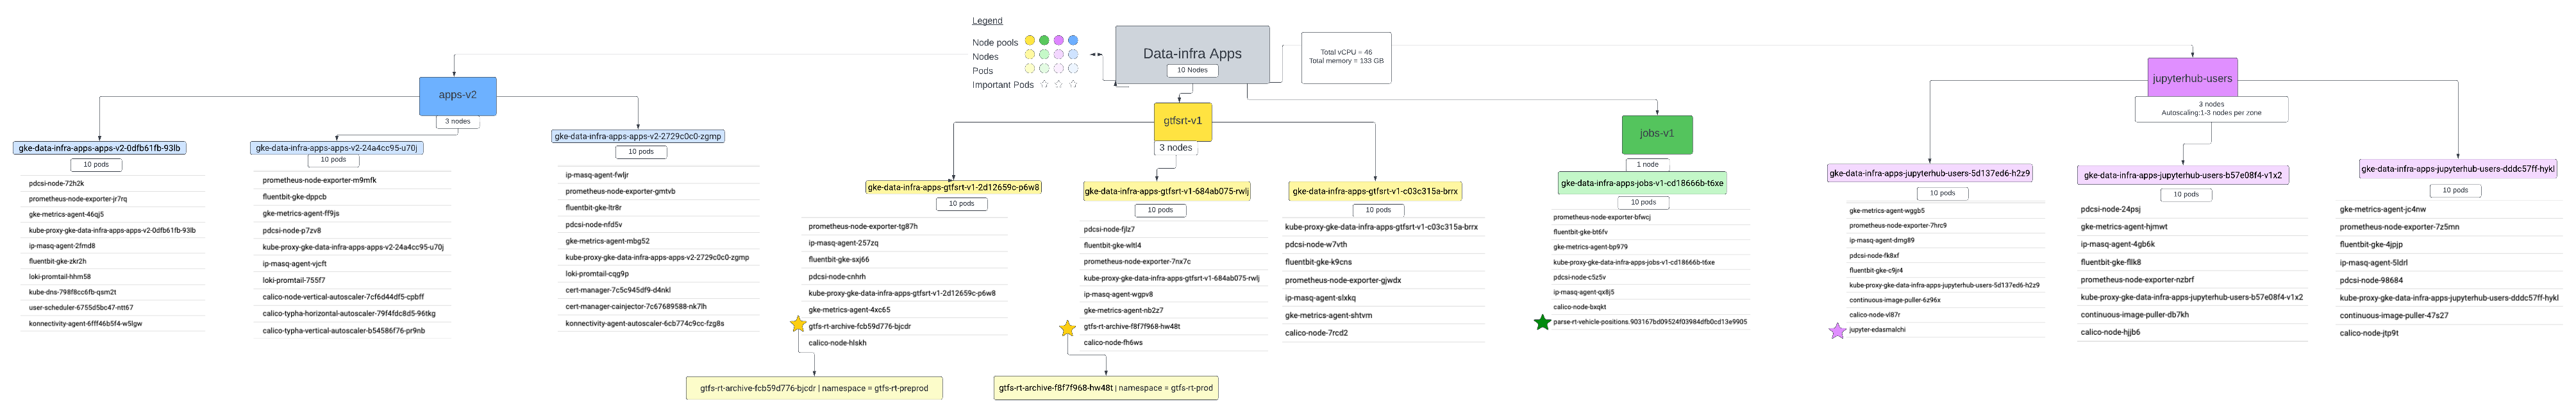 Legend
Node pools
Nodes
Pods
Important Pods
Data-infra Apps
10 Nodes
Total vCPU = 46
Total memory = 133 GB
apps-v2
3 nodes
gke-data-infra-apps-apps-v2-0dfb61fb-93lb
10 pods
pdcsi-node-72h2k
prometheus-node-exporter-jr7rq
gke-metrics-agent-46qj5
kube-proxy-gke-data-infra-apps-apps-v2-0dfb61fb-93lb
ip-masq-agent-2fmd8
fluentbit-gke-zkr2h
loki-promtail-hhm58
kube-dns-798f8cc6fb-qsm2t
user-scheduler-6755d5bc47-ntt67
konnectivity-agent-6fff46b5f4-w5lgw
gke-data-infra-apps-apps-v2-24a4cc95-u70j
10 pods
prometheus-node-exporter-m9mfk
fluentbit-gke-dppcb
gke-metrics-agent-ff9js
pdcsi-node-p7zv8
kube-proxy-gke-data-infra-apps-apps-v2-24a4cc95-u70j
ip-masq-agent-vjcft
loki-promtail-755f7
calico-node-vertical-autoscaler-7cf6d44df5-cpbff
calico-typha-horizontal-autoscaler-79f4fdc8d5-96tkg
calico-typha-vertical-autoscaler-b54586f76-pr9nb
gke-data-infra-apps-apps-v2-2729c0c0-zgmp
10 pods
ip-masq-agent-fwljr
prometheus-node-exporter-gmtvb
fluentbit-gke-ltr8r
pdcsi-node-nfd5v
gke-metrics-agent-mbg52
kube-proxy-gke-data-infra-apps-apps-v2-2729c0c0-zgmp
loki-promtail-cqg9p
cert-manager-7c5c945df9-d4nkl
cert-manager-cainjector-7c67689588-nk7lh
konnectivity-agent-autoscaler-6cb774c9cc-fzg8s
gtfsrt-v1
3 nodes
gke-data-infra-apps-gtfsrt-v1-2d12659c-p6w8
10 pods
prometheus-node-exporter-tg87h
ip-masq-agent-257zq
fluentbit-gke-sxj66
pdcsi-node-cnhrh
kube-proxy-gke-data-infra-apps-gtfsrt-v1-2d12659c-p6w8
gke-metrics-agent-4xc65
gtfs-rt-archive-fcb59d776-bjcdr
calico-node-hlskh
gtfs-rt-archive-fcb59d776-bjcdr | namespace = gtfs-rt-preprod
gke-data-infra-apps-gtfsrt-v1-684ab075-rwlj
10 pods
pdcsi-node-fjlz7
fluentbit-gke-wltl4
prometheus-node-exporter-7nx7c
kube-proxy-gke-data-infra-apps-gtfsrt-v1-684ab075-rwlj
ip-masq-agent-wgpv8
gke-metrics-agent-nb2z7
gtfs-rt-archive-f8f7f968-hw48t
calico-node-fh6ws
gtfs-rt-archive-f8f7f968-hw48t | namespace = gtfs-rt-prod
gke-data-infra-apps-gtfsrt-v1-c03c315a-brrx
10 pods
kube-proxy-gke-data-infra-apps-gtfsrt-v1-c03c315a-brrx
pdcsi-node-w7vth
fluentbit-gke-k9cns
prometheus-node-exporter-gjwdx
ip-masq-agent-slxkq
gke-metrics-agent-shtvm
calico-node-7rcd2
jobs-v1
1 node
gke-data-infra-apps-jobs-v1-cd18666b-t6xe
10 pods
prometheus-node-exporter-bfwcj
fluentbit-gke-bt6fv
gke-metrics-agent-bp979
kube-proxy-gke-data-infra-apps-jobs-v1-cd18666b-t6xe
pdcsi-node-c5z5v
ip-masq-agent-qx8j5
calico-node-bxqkt
parse-rt-vehicle-positions.903167bd09524f03984dfb0cd13e9905
jupyterhub-users
3 nodes
Autoscaling:1-3 nodes per zone
gke-data-infra-apps-jupyterhub-users-5d137ed6-h2z9
10 pods
gke-metrics-agent-wggb5
prometheus-node-exporter-7hrc9
ip-masq-agent-dmg89
pdcsi-node-fk8xf
fluentbit-gke-c9jr4
kube-proxy-gke-data-infra-apps-jupyterhub-users-5d137ed6-h2z9
continuous-image-puller-6z96x
calico-node-vl87r
jupyter-edasmalchi
gke-data-infra-apps-jupyterhub-users-b57e08f4-v1x2
10 pods
pdcsi-node-24psj
gke-metrics-agent-hjmwt
ip-masq-agent-4gb6k
fluentbit-gke-fllk8
prometheus-node-exporter-nzbrf
kube-proxy-gke-data-infra-apps-jupyterhub-users-b57e08f4-v1x2
continuous-image-puller-db7kh
calico-node-hjjb6
gke-data-infra-apps-jupyterhub-users-dddc57ff-hykl
10 pods
gke-metrics-agent-jc4nw
prometheus-node-exporter-7z5mn
fluentbit-gke-4jpjp
ip-masq-agent-5ldrl
pdcsi-node-98684
kube-proxy-gke-data-infra-apps-jupyterhub-users-dddc57ff-hykl
continuous-image-puller-47s27
calico-node-jtp9t